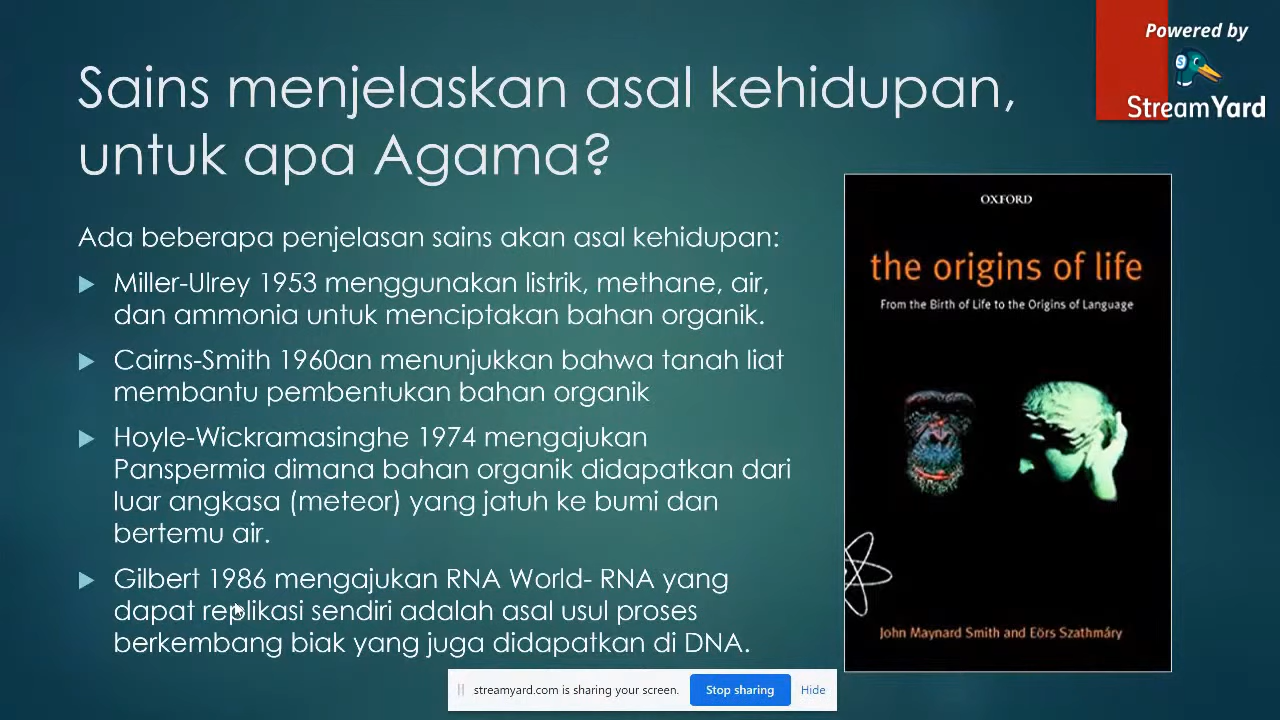 Powered by
StreamYard
Sains menjelaskan asal kehidupan,
untuk apa Agama?
Ada beberapa penjelasan sains akan asal kehidupan:
Miller-Ulrey 1953 menggunakan listrik, methane, air,
dan ammonia untuk menciptakan bahan organik.
Cairns-Smith 1960an menunjukkan bahwa tanah liat
membantu pembentukan bahan organik
Hoyle-Wickramasinghe 1974 mengajukan
Panspermia dimana bahan organik didapatkan dari
luar angkasa (meteor) yang jatuh ke bumi dan
bertemu air.
Gilbert 1986 mengajukan RNA World- RNA yang
dapat replikasi sendiri adalah asal usul proses
berkembang biak yang juga didapatkan di DNA.
OXFORD
the origins of life
From the Birth of Life to the Origins of Language
John Maynard Smith and Eörs Szathmáry
streamyard.com is sharing your screen.
Stop sharing
Hide